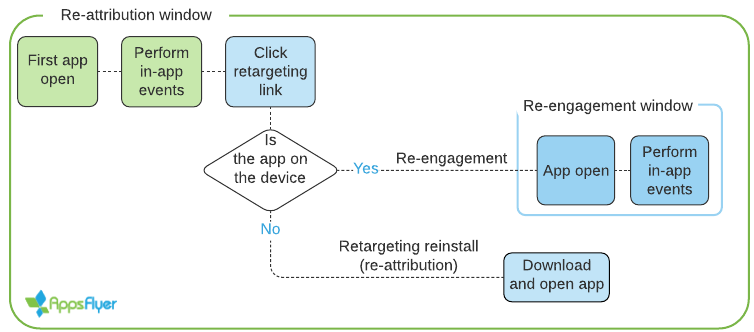 Re-attribution window
First app
open
Perform
in-app
events
Click
retargeting
link
Is
the app on
the device
Yes
Re-engagement
Re-engagement window
App open
Perform
in-app
events
No
Retargeting reinstall
(re-attribution)
Download
and open app
AppsFlyer